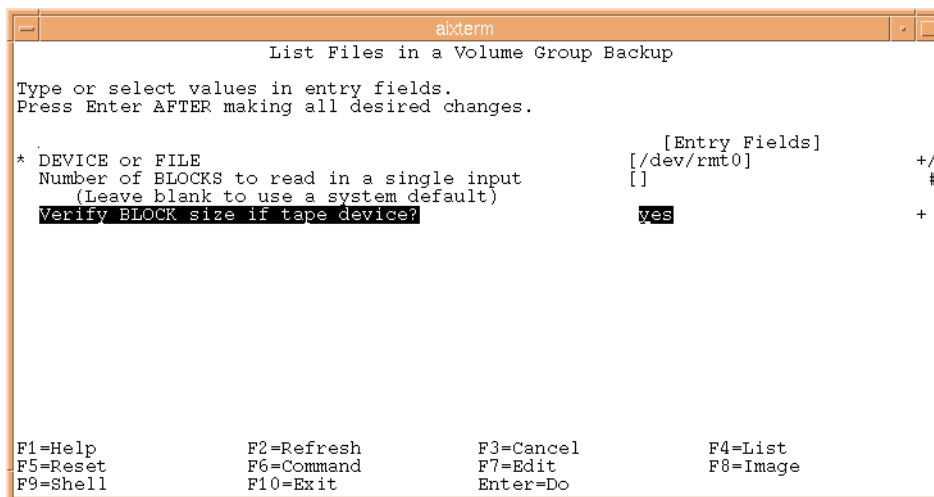 aixterm
List Files in a Volume Group Backup
Type or select values in entry fields.
Press Enter AFTER making all desired changes.
[Entry Fields]
* DEVICE or FILE [/dev/rmt0] +/
Number of BLOCKS to read in a single input [] #
(Leave blank to use a system default)
Verify BLOCK size if tape device? yes +
F1=Help F2=Refresh F3=Cancel F4=List
F5=Reset F6=Command F7=Edit F8=Image
F9=Shell F10=Exit Enter=Do